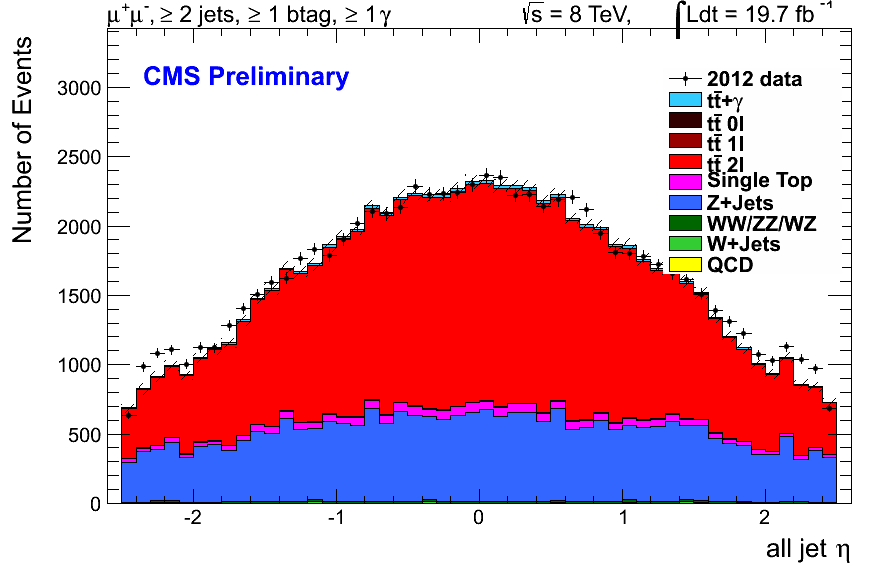 μ⁺μ⁻, ≥ 2 jets, ≥ 1 btag, ≥ 1 γ
√s = 8 TeV, ∫Ldt = 19.7 fb⁻¹
CMS Preliminary
Number of Events
3000
2500
2000
1500
1000
500
0
2012 data
tt̄+γ
tt̄ 0l
tt̄ 1l
tt̄ 2l
Single Top
Z+Jets
WW/ZZ/WZ
W+Jets
QCD
-2 -1 0 1 2
all jet η